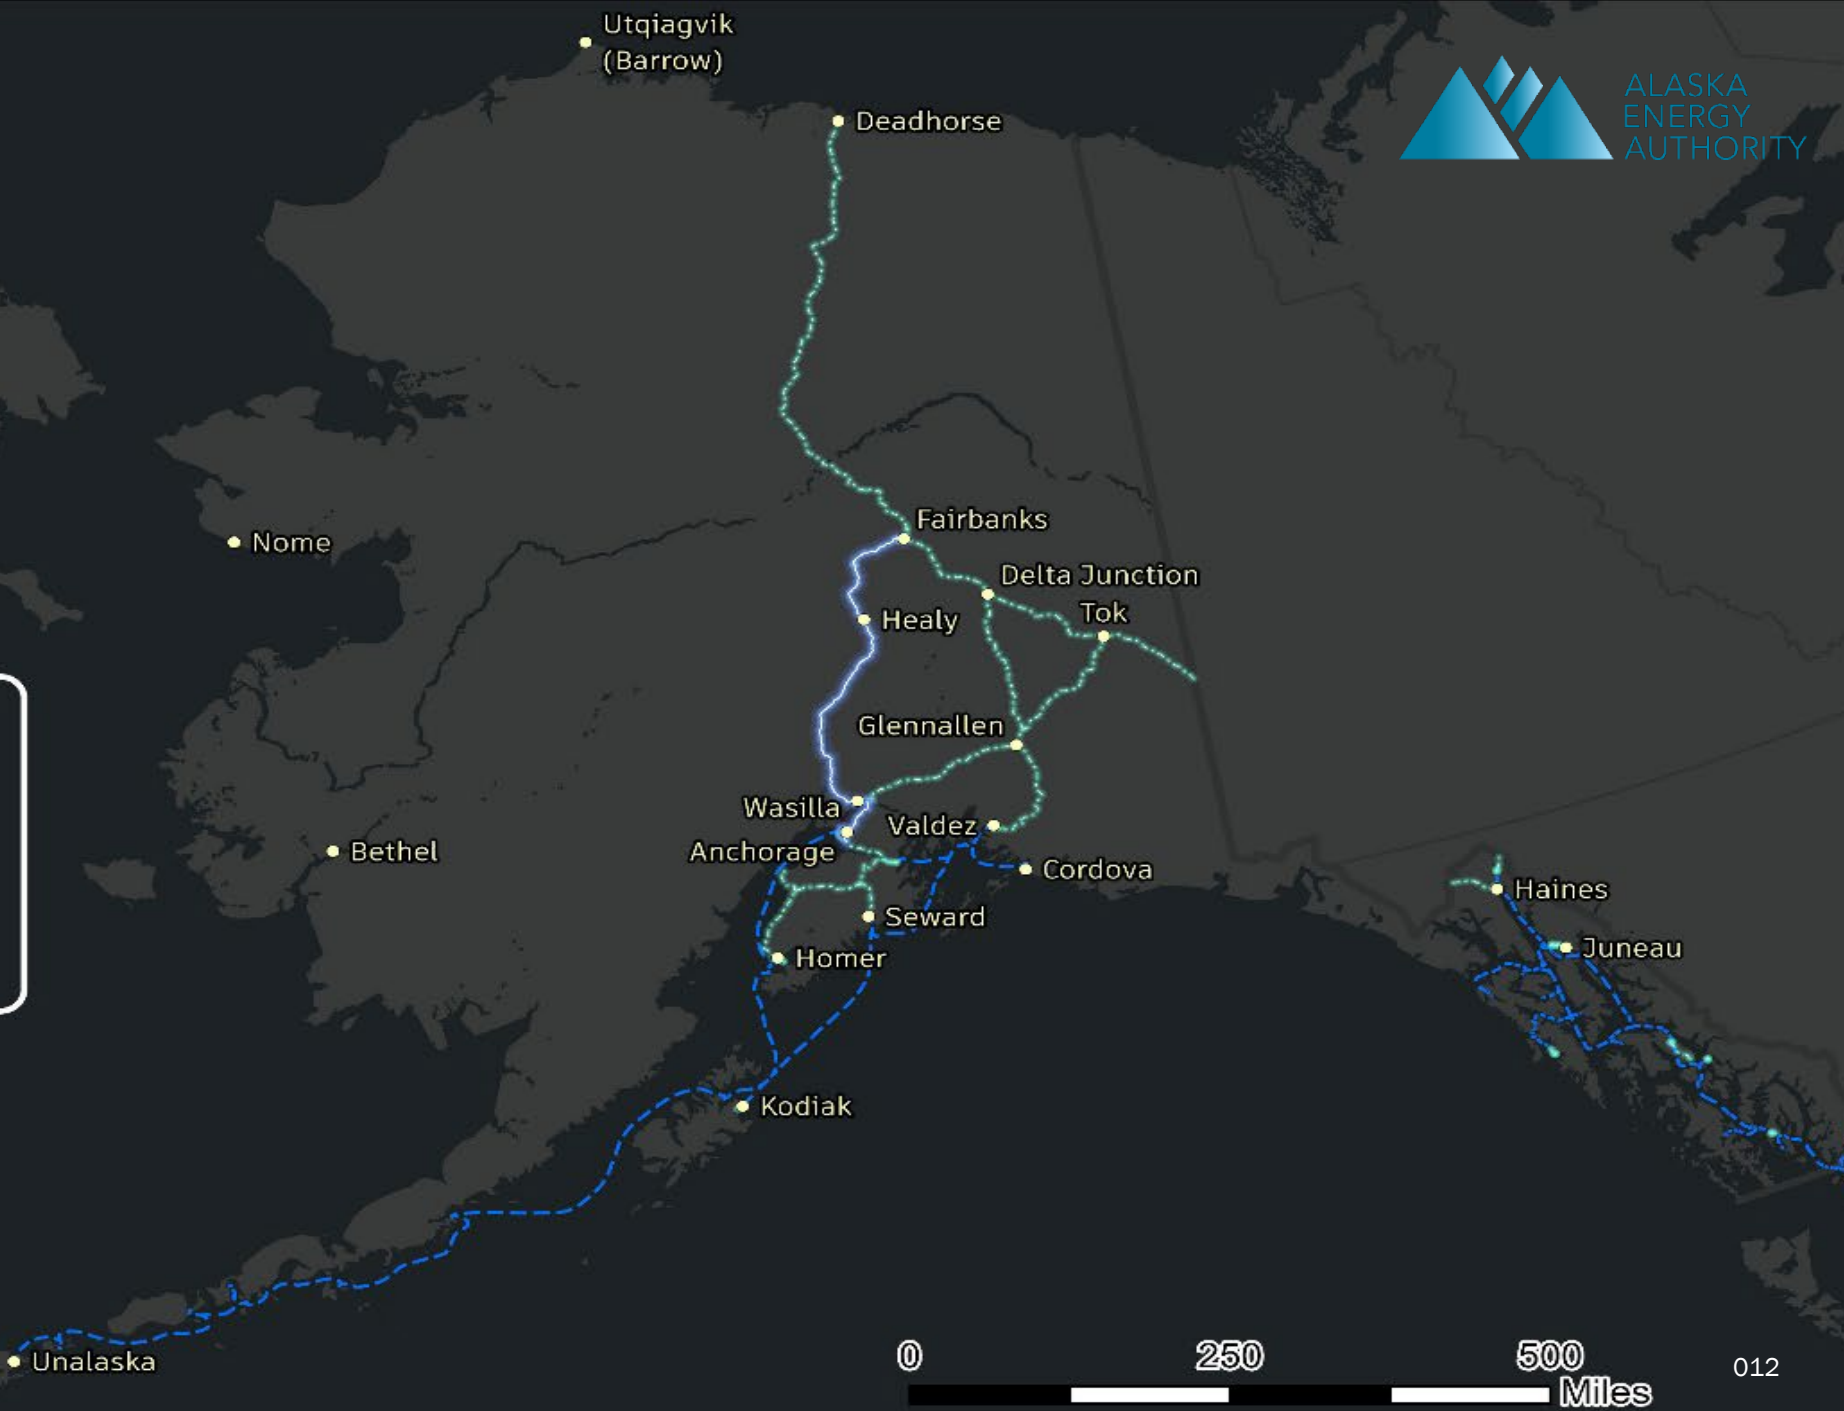 Utqiagvik
(Barrow)
ALASKA
ENERGY
AUTHORITY
Deadhorse
Fairbanks
Nome
Delta Junction
Tok
Healy
Glennallen
Wasilla
Valdez
Anchorage
Bethel
Cordova
Haines
Seward
Juneau
Homer
Kodiak
Unalaska
0 250 500
Miles
012